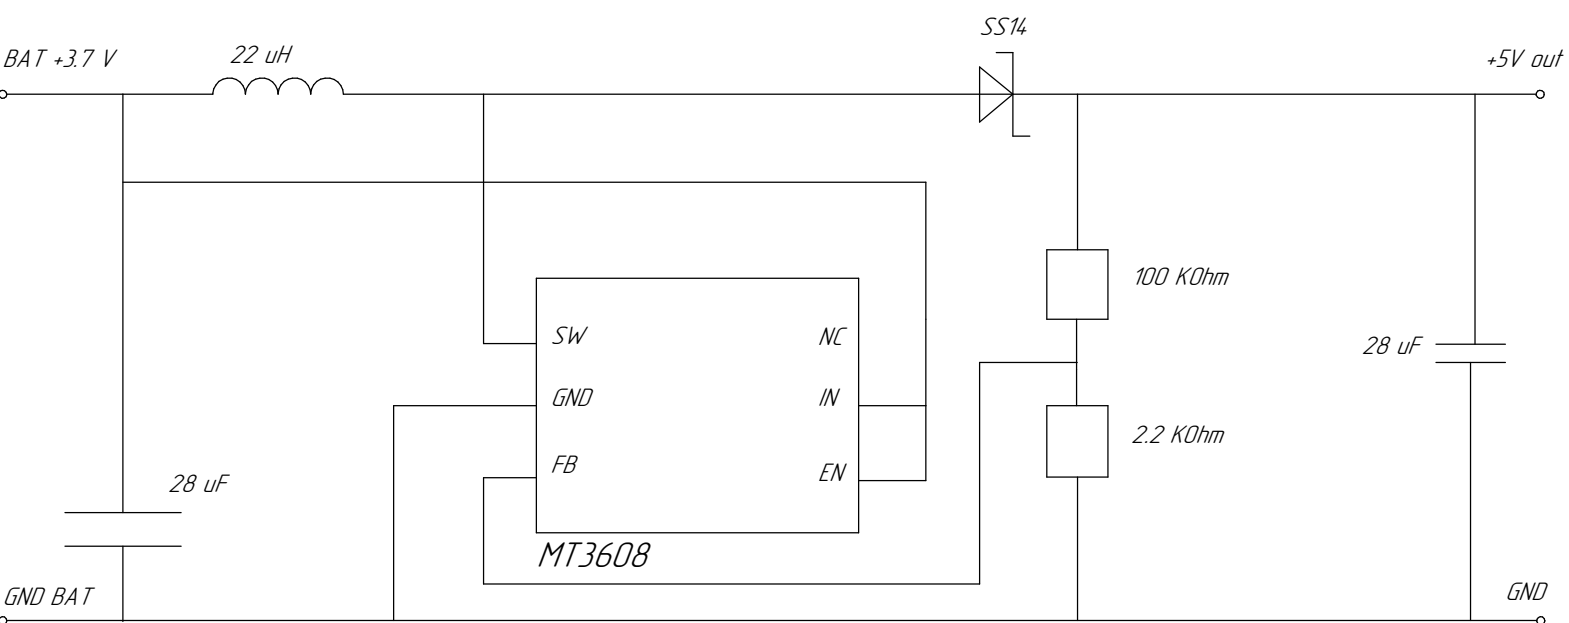 SS14
BAT +3.7 V
22 uH
+5V out
100 KOhm
SW
NC
28 uF
GND
IN
2.2 KOhm
FB
EN
28 uF
MT3608
GND BAT
GND